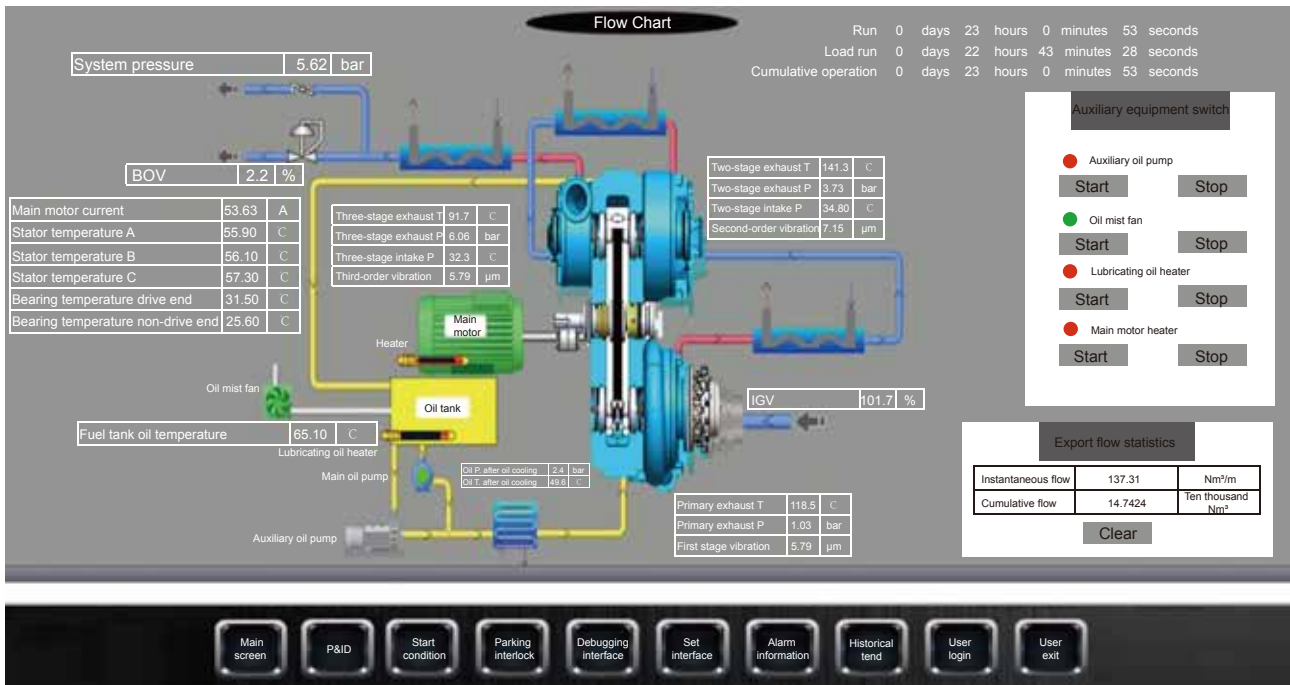 Flow Chart
Run 0 days 23 hours 0 minutes 53 seconds
Load run 0 days 22 hours 43 minutes 28 seconds
Cumulative operation 0 days 23 hours 0 minutes 53 seconds
System pressure 5.62 bar
BOV 2.2 %
Main motor current 53.63 A
Stator temperature A 55.90 C
Stator temperature B 56.10 C
Stator temperature C 57.30 C
Bearing temperature drive end 31.50 C
Bearing temperature non-drive end 25.60 C
Three-stage exhaust T 91.7 C
Three-stage exhaust P 6.06 bar
Three-stage intake P 32.3 C
Third-order vibration 5.79 μm
Two-stage exhaust T 141.3 C
Two-stage exhaust P 3.73 bar
Two-stage intake P 34.80 C
Second-order vibration 7.15 μm
Auxiliary equipment switch
Auxiliary oil pump
Start Stop
Oil mist fan
Start Stop
Lubricating oil heater
Start Stop
Main motor heater
Start Stop
Main
motor
Heater
Oil mist fan
Oil tank
IGV 101.7 %
Fuel tank oil temperature 65.10 C
Lubricating oil heater
Main oil pump
Oil P. after oil cooling 2.4 bar
Oil T. after oil cooling 49.6 C
Auxiliary oil pump
Primary exhaust T 118.5 C
Primary exhaust P 1.03 bar
First stage vibration 5.79 μm
Export flow statistics
Instantaneous flow 137.31 Nm³/m
Cumulative flow 14.7424 Ten thousand
Nm³
Clear
Main
screen
P&ID
Start
condition
Parking
interlock
Debugging
interface
Set
interface
Alarm
information
Historical
tend
User
login
User
exit